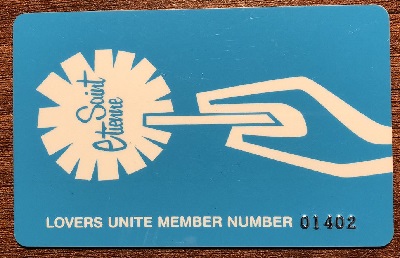 Saint
Etienne
LOVERS UNITE MEMBER NUMBER 01402